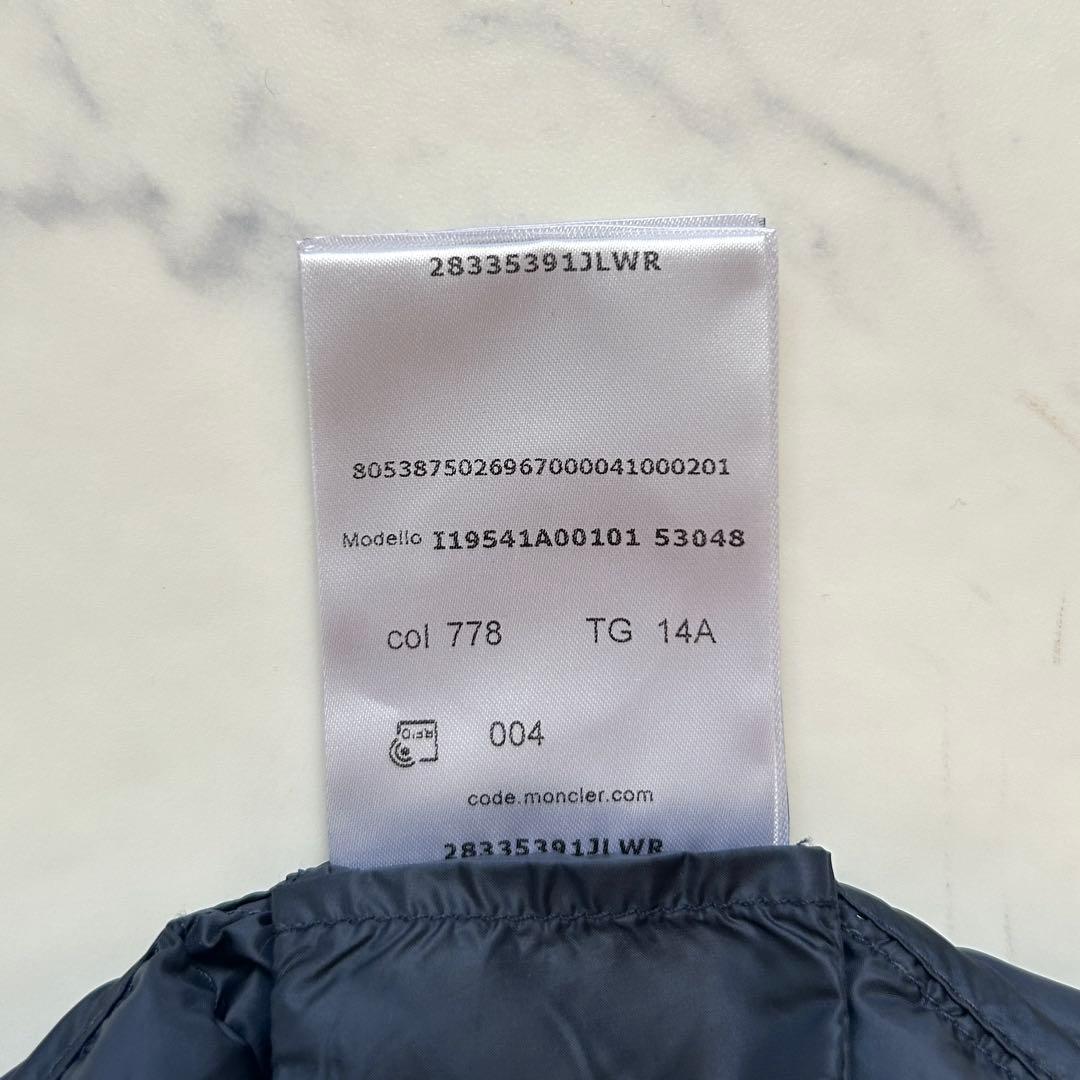 28335391JLWR
8053875026967000041000201
Modello I19541A00101 53048
col 778 TG 14A
RFID 004
code.moncler.com
28335391JLWR